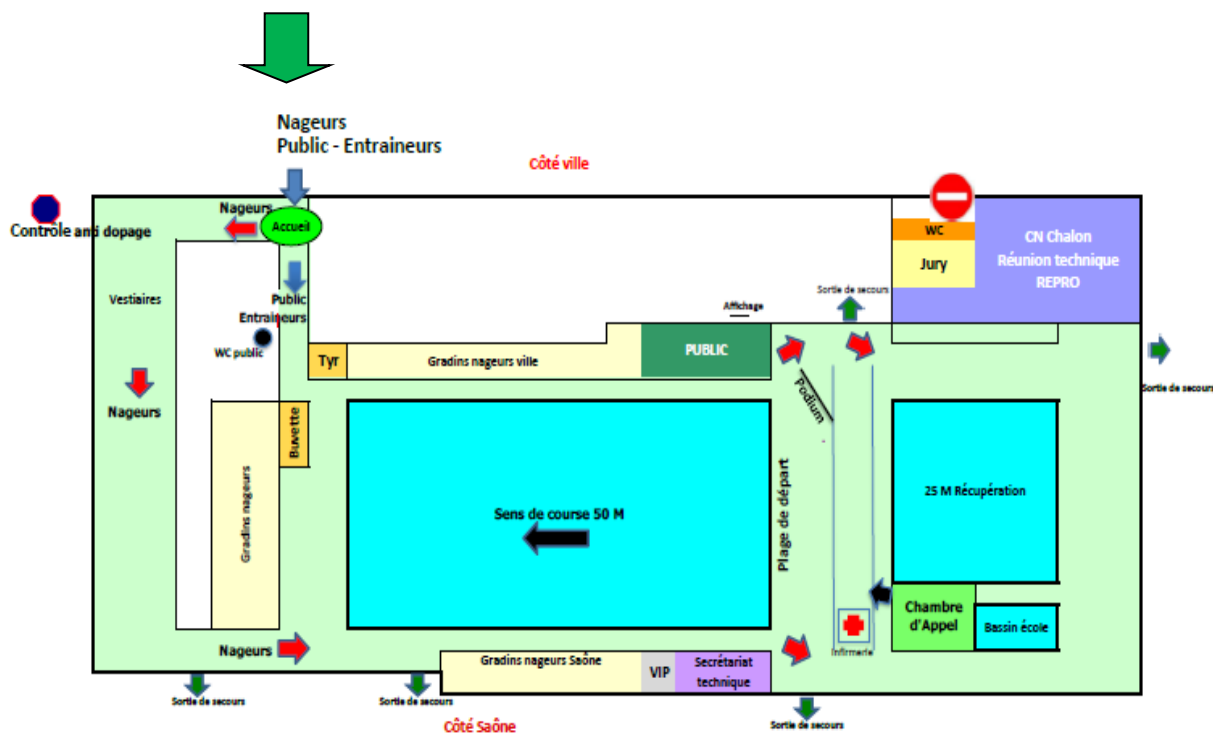 Nageurs
Public - Entraineurs
Côté ville
Nageurs
Accueil
Contrôle anti dopage
WC
Jury
CN Chalon
Réunion technique
REPRO
Vestiaires
Public
Entraineurs
WC public
Sortie de secours
Affichage
Tyr
Gradins nageurs ville
PUBLIC
Podium
Sortie de secours
Nageurs
Buvette
Gradins nageurs
Sens de course 50 M
Plage de départ
25 M Récupération
Chambre
d'Appel
Bassin école
Infirmerie
Nageurs
Gradins nageurs Saône
VIP
Secrétariat
technique
Sortie de secours
Sortie de secours
Sortie de secours
Côté Saône